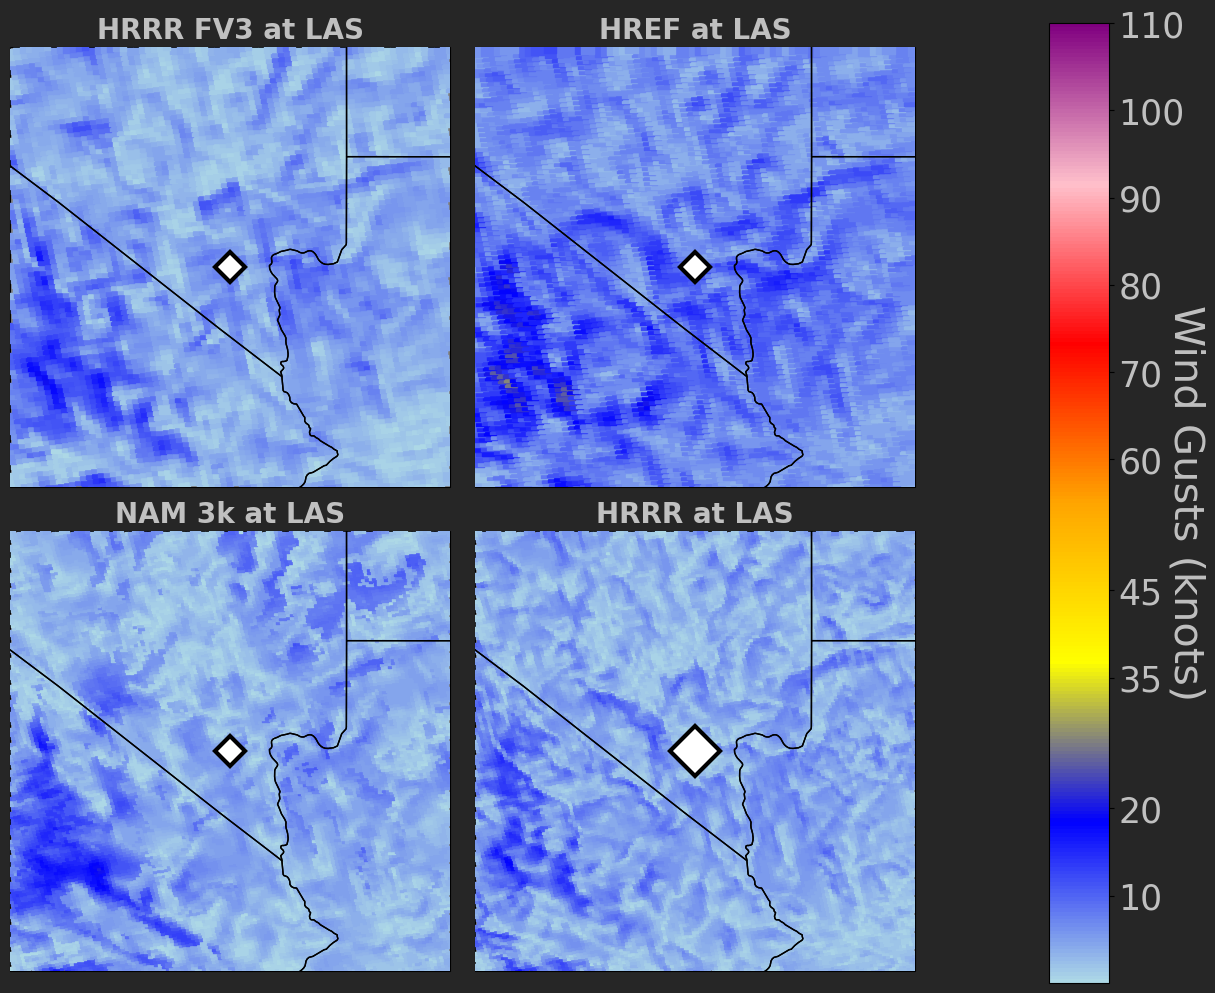 HRRR FV3 at LAS
HREF at LAS
NAM 3k at LAS
HRRR at LAS
110
100
90
80
70
60
45
35
20
10
Wind Gusts (knots)